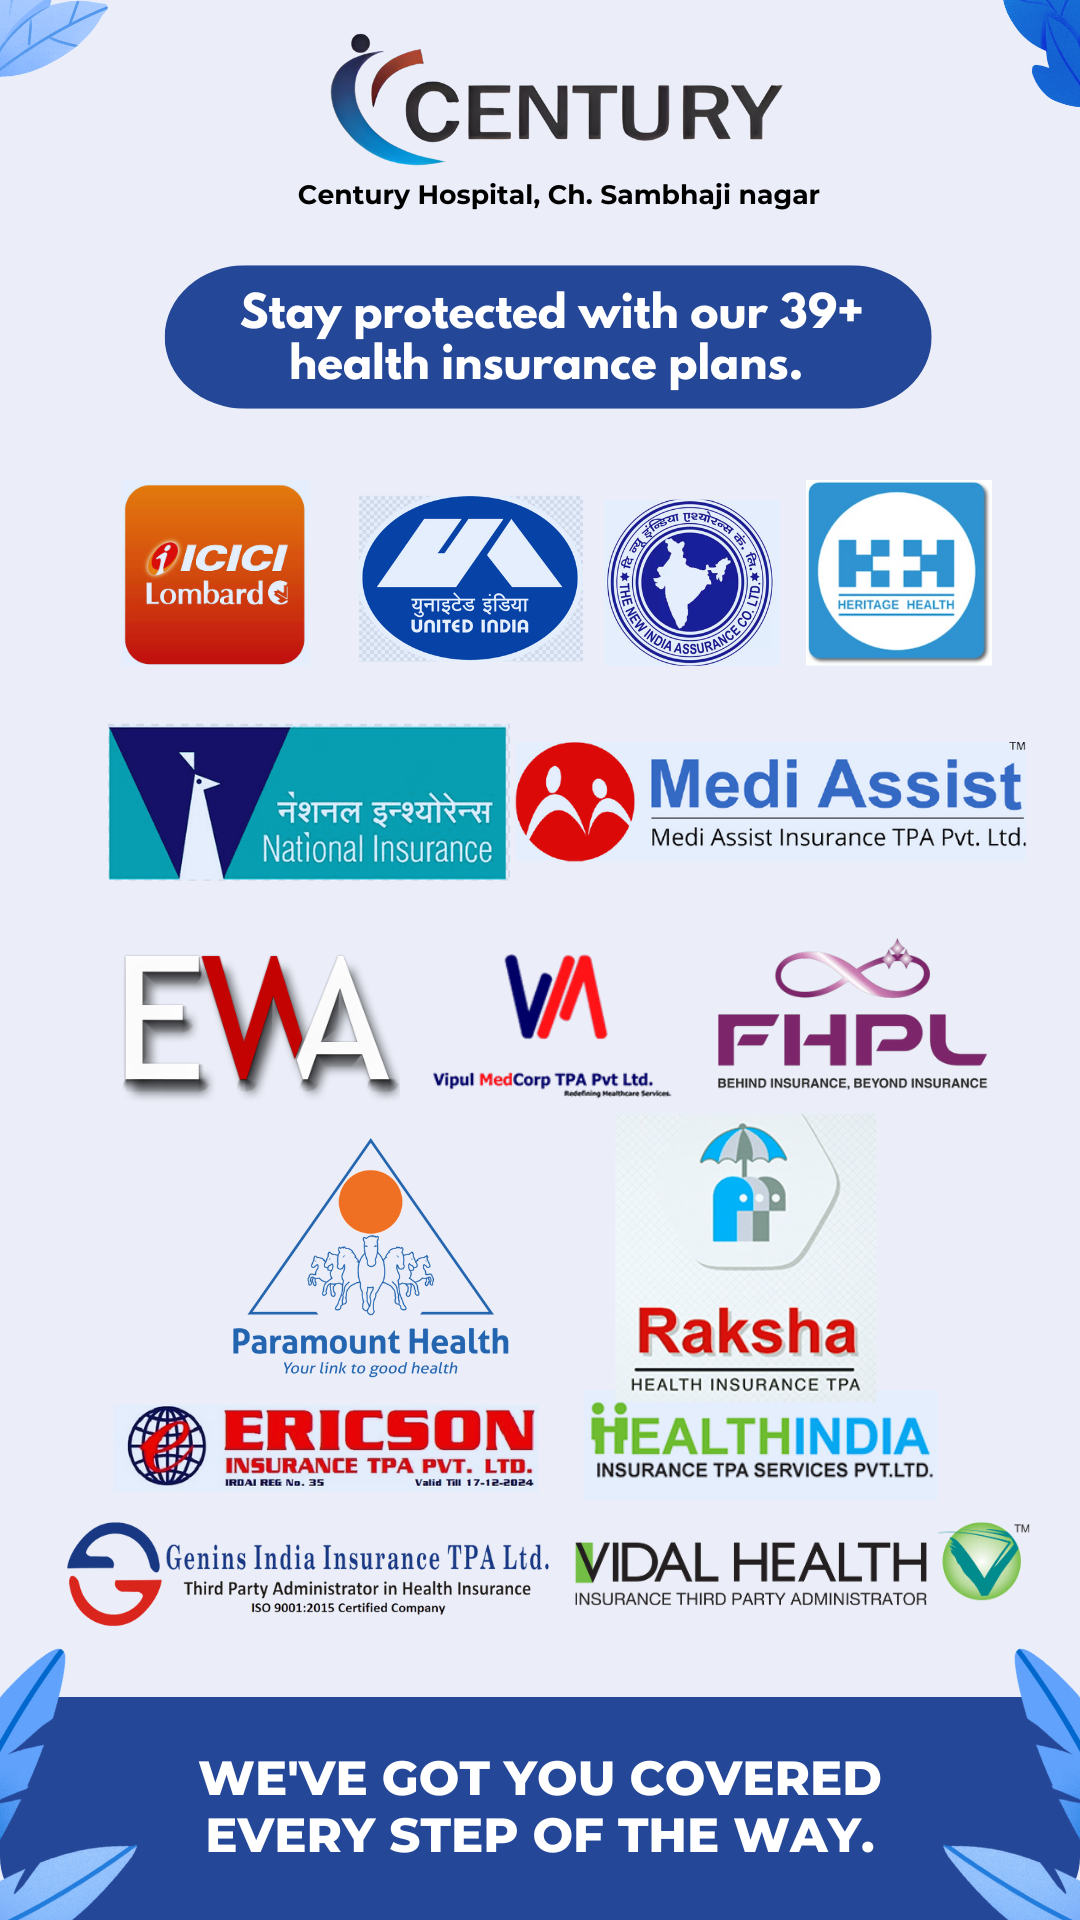 CENTURY
Century Hospital, Ch. Sambhaji nagar
Stay protected with our 39+
health insurance plans.
ICICI
Lombard
युनाइटेड इंडिया
UNITED INDIA
दि न्यू इंन्डिया एश्योरन्स कं. लि.
THE NEW INDIA ASSURANCE CO. LTD.
HH
HERITAGE HEALTH
नॅशनल इन्श्योरेन्स
National Insurance
Medi Assist TM
Medi Assist Insurance TPA Pvt. Ltd.
EWA
VM
Vipul MedCorp TPA Pvt Ltd.
Redefining Healthcare Services.
FHPL
BEHIND INSURANCE, BEYOND INSURANCE
Paramount Health
Your link to good health
Raksha
HEALTH INSURANCE TPA
e ERICSON
INSURANCE TPA PVT. LTD.
IRDAI REG No. 35 Valid Till 17-12-2024
HEALTHINDIA
INSURANCE TPA SERVICES PVT.LTD.
Genins India Insurance TPA Ltd.
Third Party Administrator in Health Insurance
ISO 9001:2015 Certified Company
VIDAL HEALTH TM
INSURANCE THIRD PARTY ADMINISTRATOR
WE'VE GOT YOU COVERED
EVERY STEP OF THE WAY.